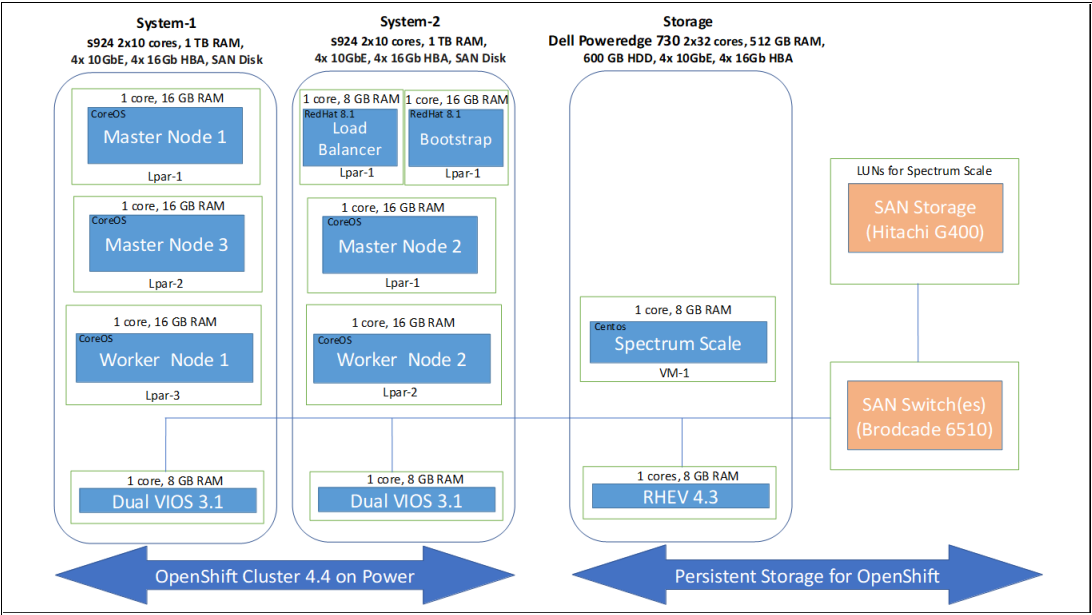 System-1
s924 2x10 cores, 1 TB RAM,
4x 10GbE, 4x 16Gb HBA, SAN Disk
1 core, 16 GB RAM
CoreOS
Master Node 1
Lpar-1
1 core, 16 GB RAM
CoreOS
Master Node 3
Lpar-2
1 core, 16 GB RAM
CoreOS
Worker Node 1
Lpar-3
1 core, 8 GB RAM
Dual VIOS 3.1
System-2
s924 2x10 cores, 1 TB RAM,
4x 10GbE, 4x 16Gb HBA, SAN Disk
1 core, 8 GB RAM
RedHat 8.1
Load
Balancer
Lpar-1
1 core, 16 GB RAM
RedHat 8.1
Bootstrap
Lpar-1
1 core, 16 GB RAM
CoreOS
Master Node 2
Lpar-1
1 core, 16 GB RAM
CoreOS
Worker Node 2
Lpar-2
1 core, 8 GB RAM
Dual VIOS 3.1
Storage
Dell Poweredge 730 2x32 cores, 512 GB RAM,
600 GB HDD, 4x 10GbE, 4x 16Gb HBA
1 core, 8 GB RAM
Centos
Spectrum Scale
VM-1
1 cores, 8 GB RAM
RHEV 4.3
LUNs for Spectrum Scale
SAN Storage
(Hitachi G400)
SAN Switch(es)
(Brodcade 6510)
OpenShift Cluster 4.4 on Power
Persistent Storage for OpenShift